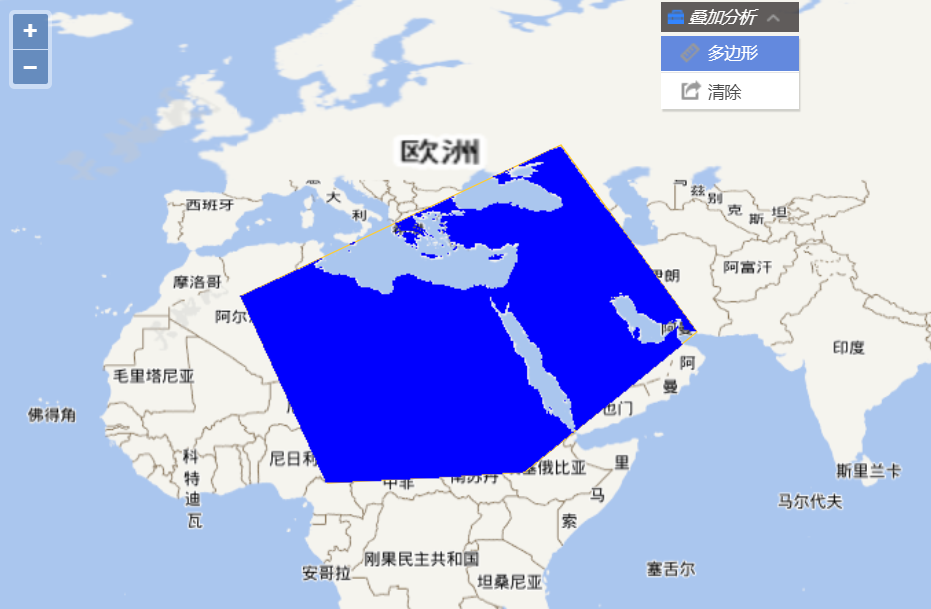 +
−
叠加分析
多边形
清除
欧洲
西班牙
大
利
兹
别
克
斯
坦
摩洛哥
阿富汗
伊朗
阿尔
阿曼
印度
阿
曼
毛里塔尼亚
佛得角
也门
科
特
迪
瓦
尼日利
中非
南苏丹
塞俄比亚
里
马
索
斯里兰卡
马尔代夫
刚果民主共和国
安哥拉
坦桑尼亚
塞舌尔